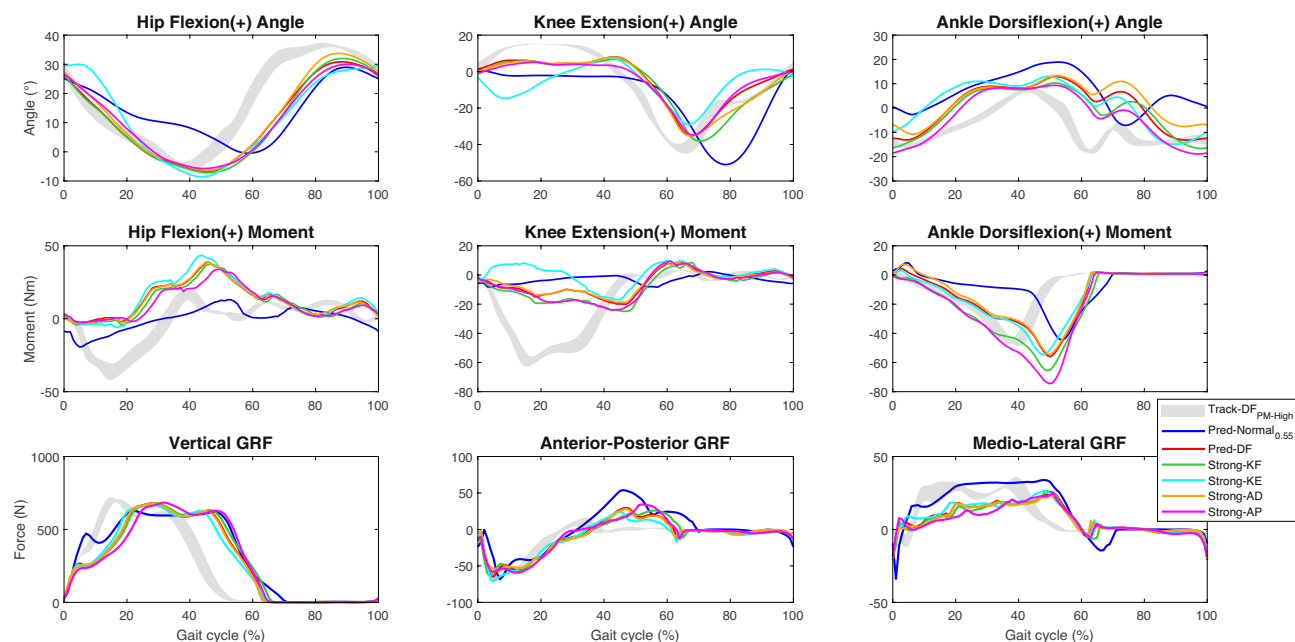 Hip Flexion(+) Angle
Knee Extension(+) Angle
Ankle Dorsiflexion(+) Angle
Angle (°)
40
30
20
10
0
-10
0 20 40 60 80 100
20
0
-20
-40
-60
0 20 40 60 80 100
30
20
10
0
-10
-20
-30
0 20 40 60 80 100
Hip Flexion(+) Moment
Knee Extension(+) Moment
Ankle Dorsiflexion(+) Moment
Moment (Nm)
50
0
-50
0 20 40 60 80 100
20
0
-20
-40
-60
-80
0 20 40 60 80 100
20
0
-20
-40
-60
-80
0 20 40 60 80 100
Track-DF PM-High
Pred-Normal 0.55
Pred-DF
Strong-KF
Strong-KE
Strong-AD
Strong-AP
Vertical GRF
Anterior-Posterior GRF
Medio-Lateral GRF
Force (N)
1000
500
0
0 20 40 60 80 100
Gait cycle (%)
100
50
0
-50
-100
0 20 40 60 80 100
Gait cycle (%)
50
0
-50
0 20 40 60 80 100
Gait cycle (%)